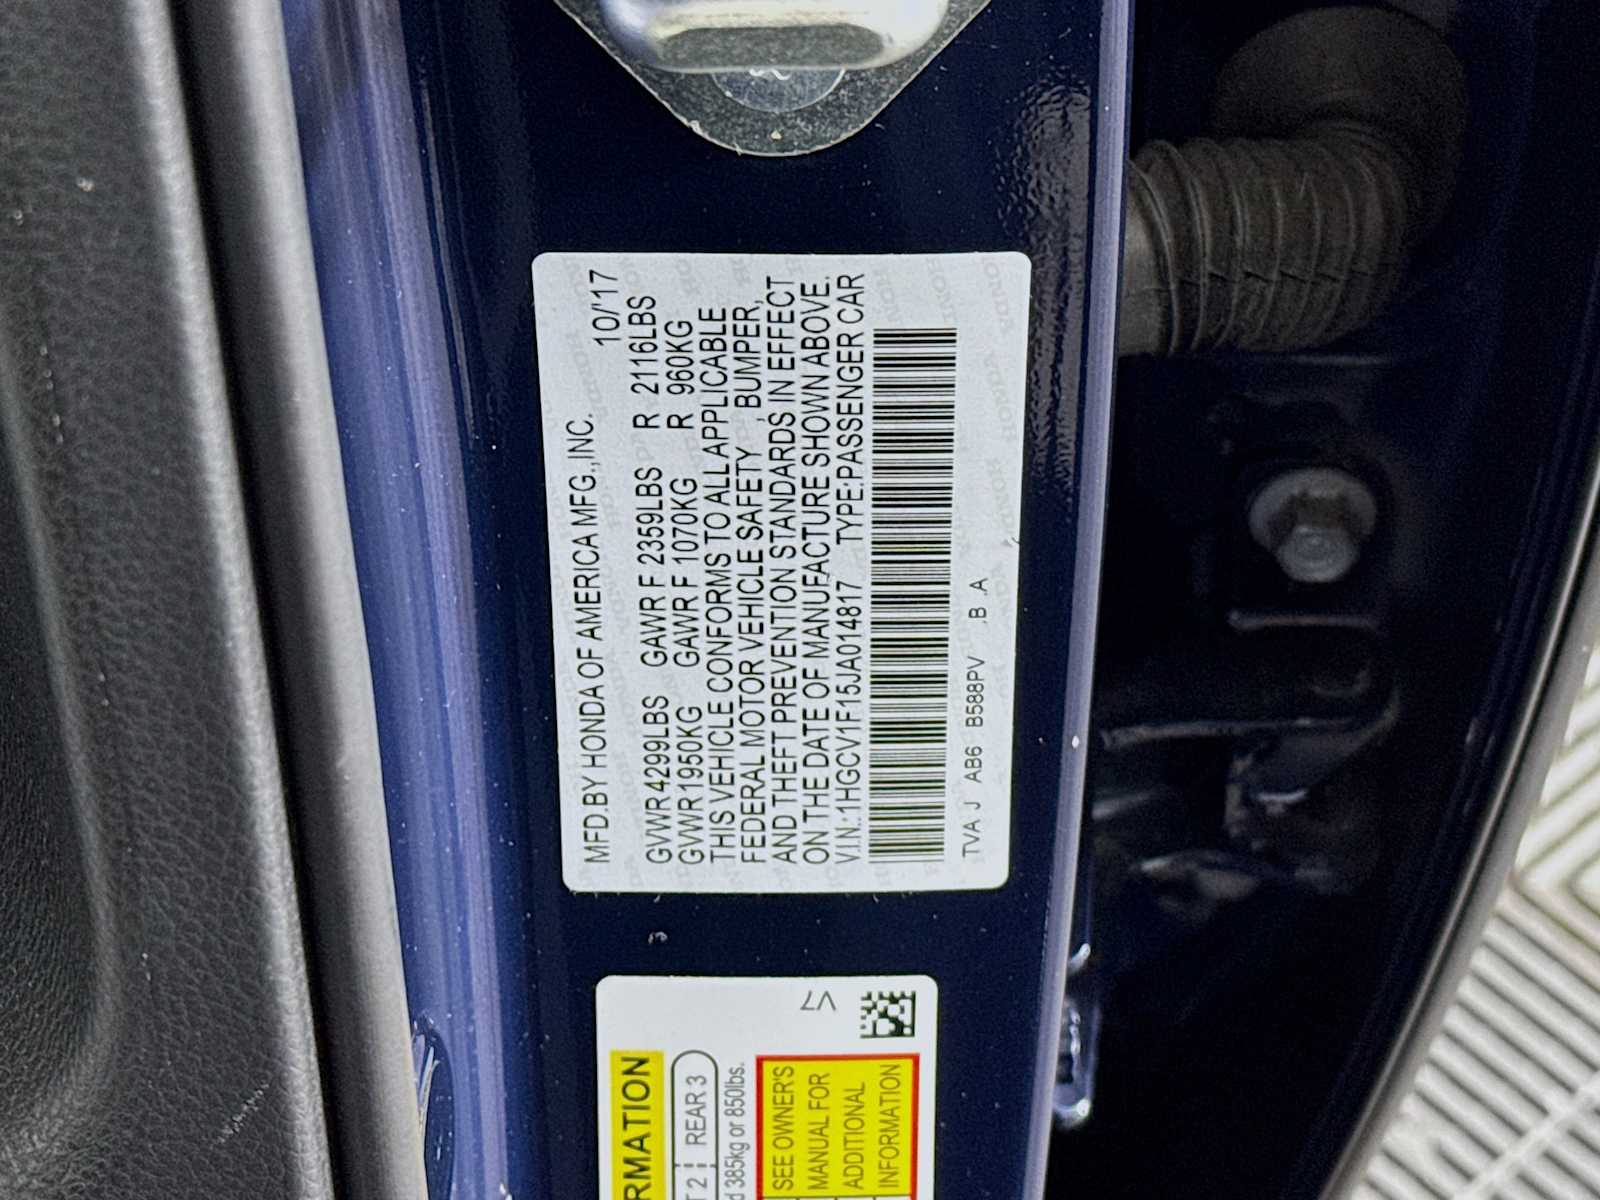 MFD.BY HONDA OF AMERICA MFG.,INC. 10/'17
GVWR4299LBS GAWR F 2359LBS R 2116LBS
GVWR1950KG GAWR F 1070KG R 960KG
THIS VEHICLE CONFORMS TO ALL APPLICABLE
FEDERAL MOTOR VEHICLE SAFETY , BUMPER,
AND THEFT PREVENTION STANDARDS IN EFFECT
ON THE DATE OF MANUFACTURE SHOWN ABOVE.
V.I.N.:1HGCV1F15JA014817 TYPE:PASSENGER CAR
TVA J AB6 B588PV .B .A
RMATION
T 2 REAR 3
d 385kg or 850lbs.
SEE OWNER'S
MANUAL FOR
ADDITIONAL
INFORMATION